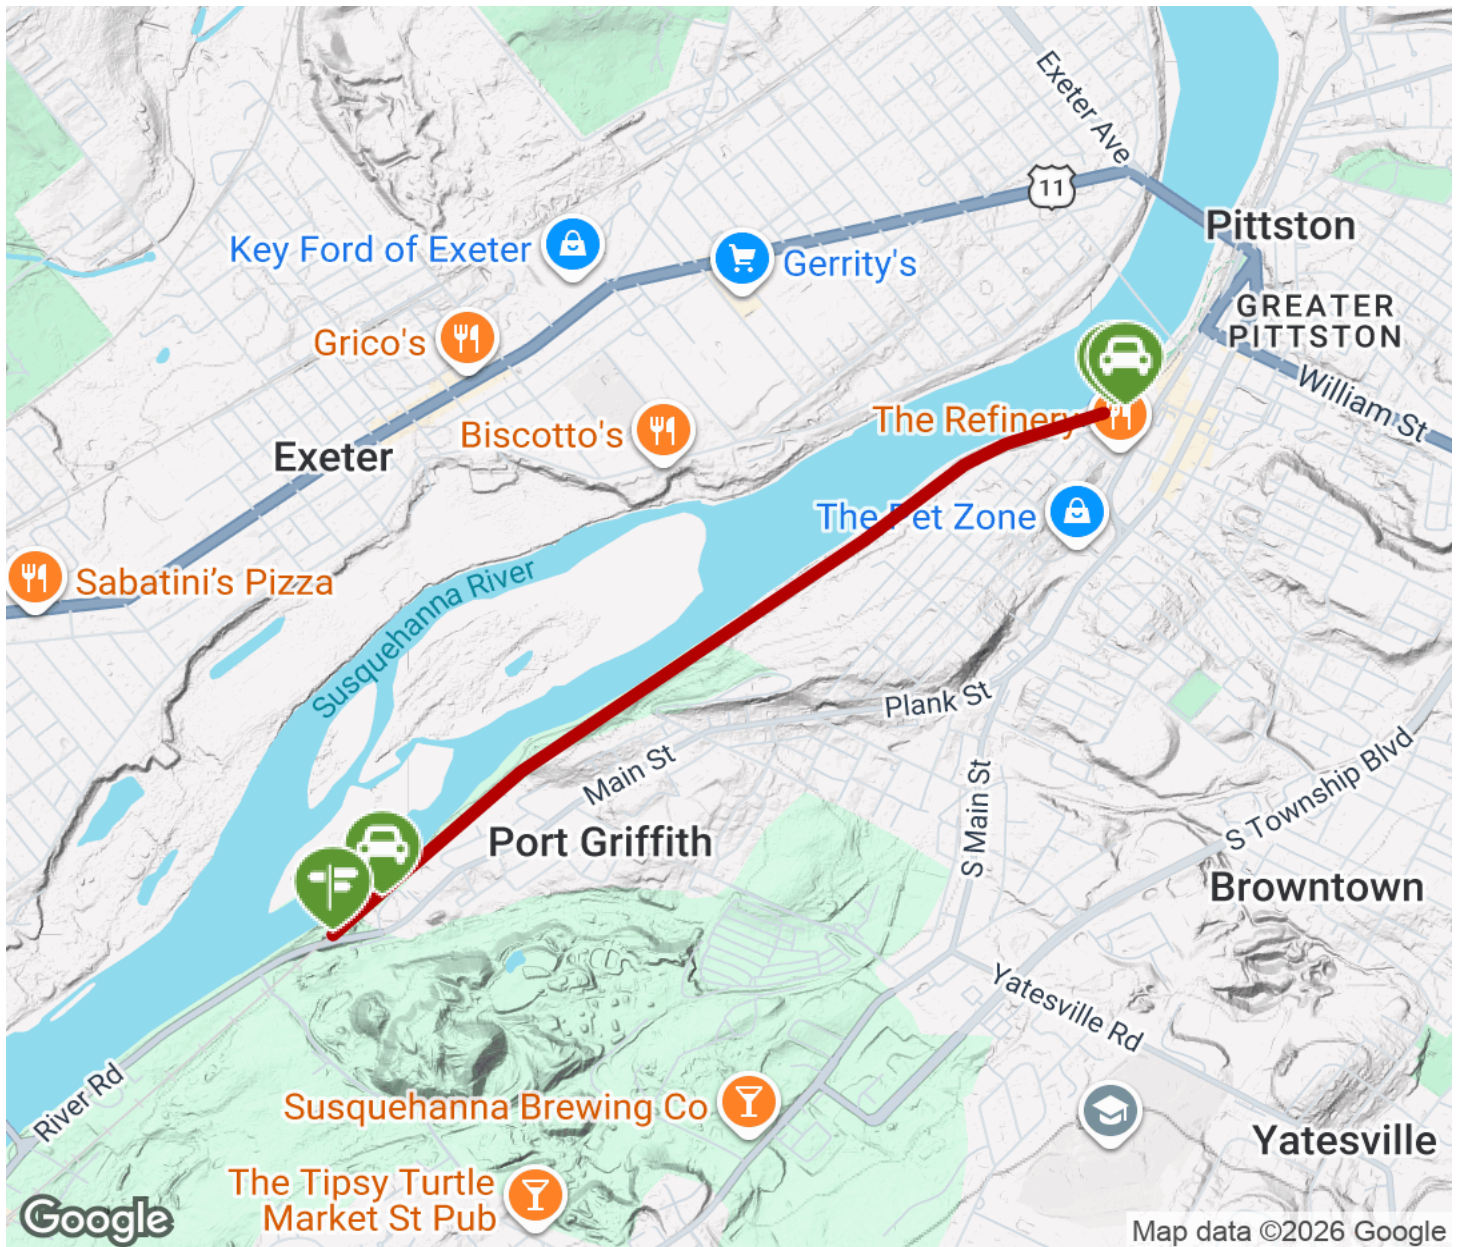 Exeter Ave
11
Pittston
Key Ford of Exeter
Gerrity's
GREATER
PITTSTON
Grico's
William St
The Refinery
Biscotto's
Exeter
The Pet Zone
Sabatini's Pizza
Susquehanna River
Plank St
Main St
S Main St
S Township Blvd
Port Griffith
Browntown
Yatesville Rd
River Rd
Susquehanna Brewing Co
Yatesville
The Tipsy Turtle
Market St Pub
Google
Map data ©2026 Google